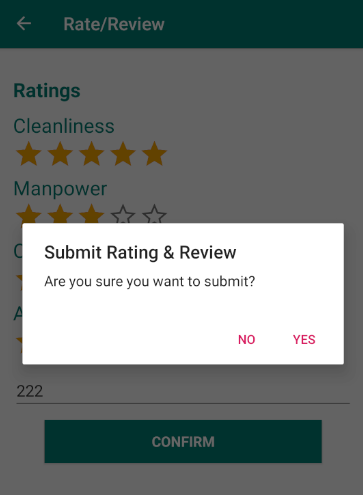 Rate/Review
Ratings
Cleanliness
Manpower
Submit Rating & Review
Are you sure you want to submit?
NO YES
222
CONFIRM